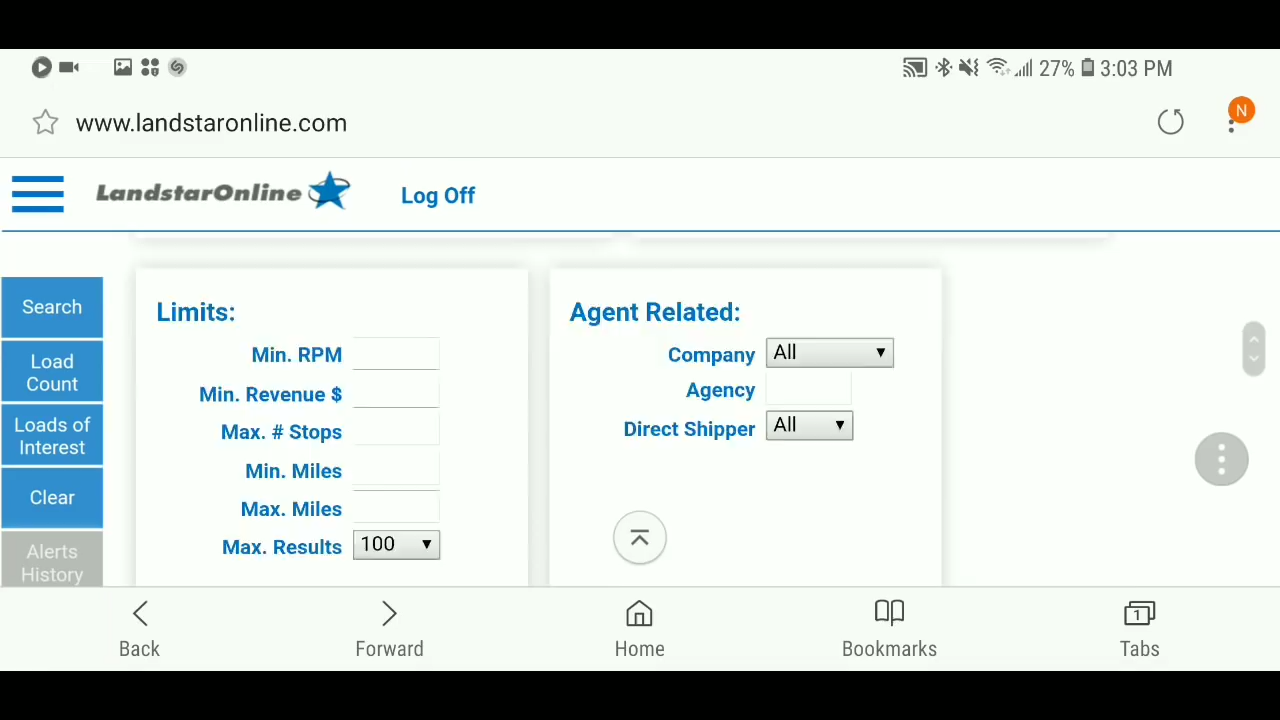 27% 3:03 PM
www.landstaronline.com
N
LandstarOnline
Log Off
Search
Load
Count
Loads of
Interest
Clear
Alerts
History
Limits:
Min. RPM
Min. Revenue $
Max. # Stops
Min. Miles
Max. Miles
Max. Results 100
Agent Related:
Company All
Agency
Direct Shipper All
Back
Forward
Home
Bookmarks
1
Tabs